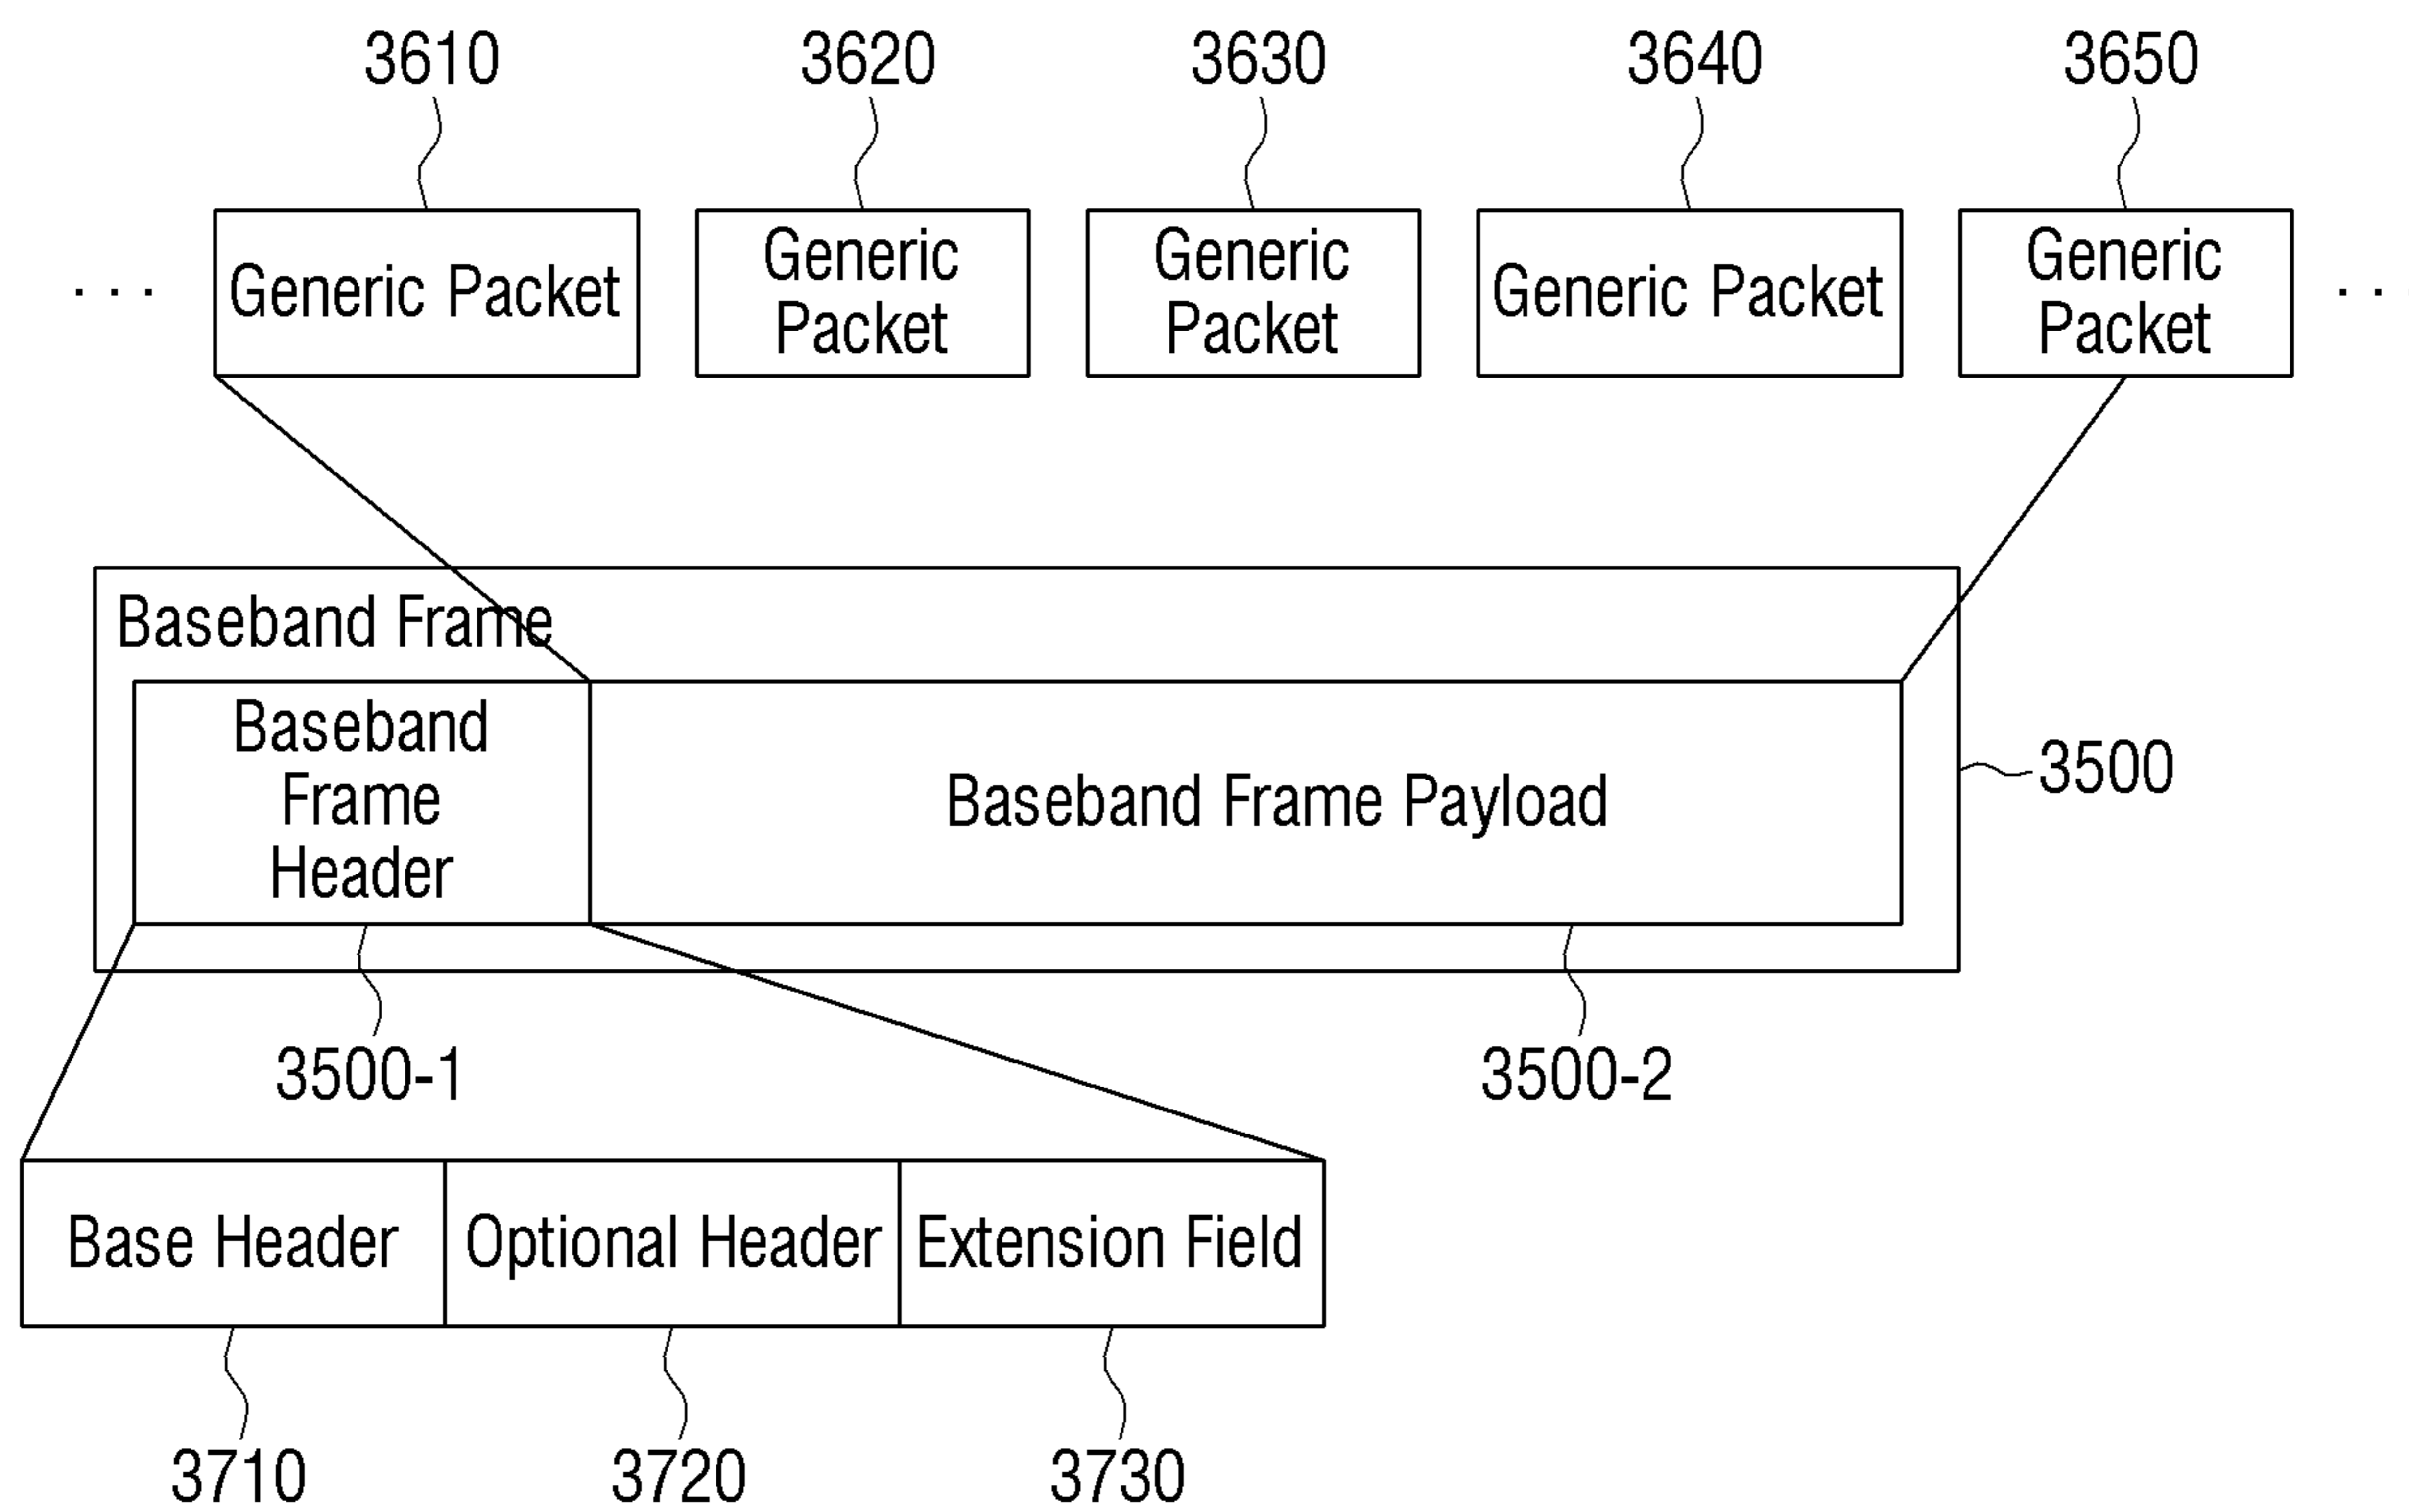 3610 3620 3630 3640 3650
Generic Packet
Generic
Packet
Generic
Packet
Generic Packet
Generic
Packet
. . .
. . .
Baseband Frame
Baseband
Frame
Header
Baseband Frame Payload
3500
3500-1
3500-2
Base Header
Optional Header
Extension Field
3710 3720 3730